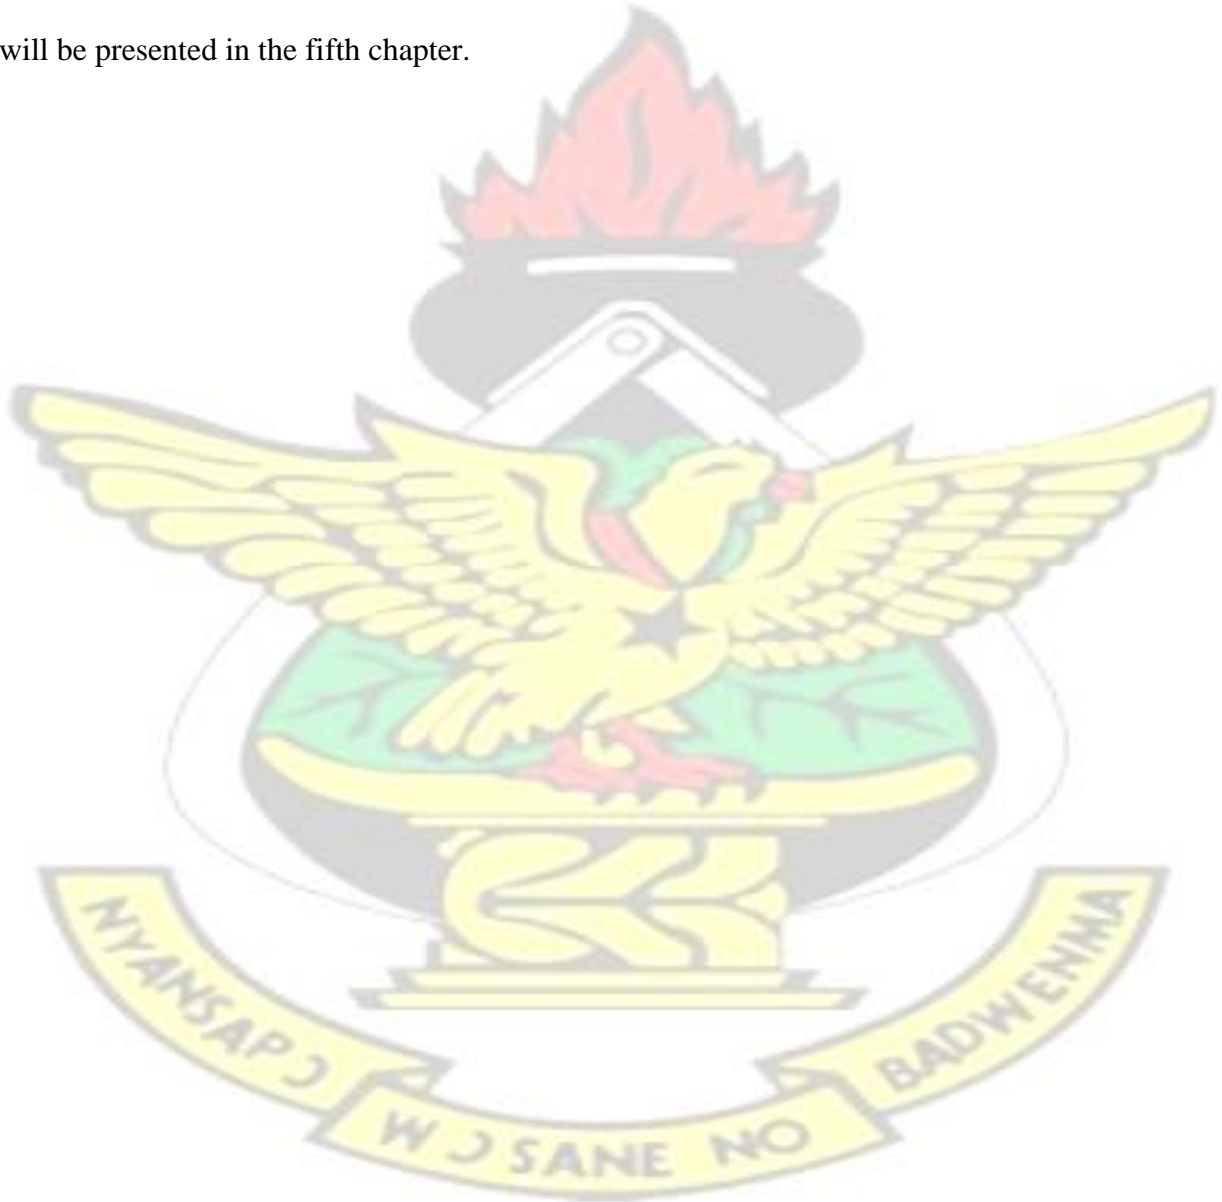 will be presented in the fifth chapter.
NYANSAPƆ
WƆSANE NO
BADWENMA